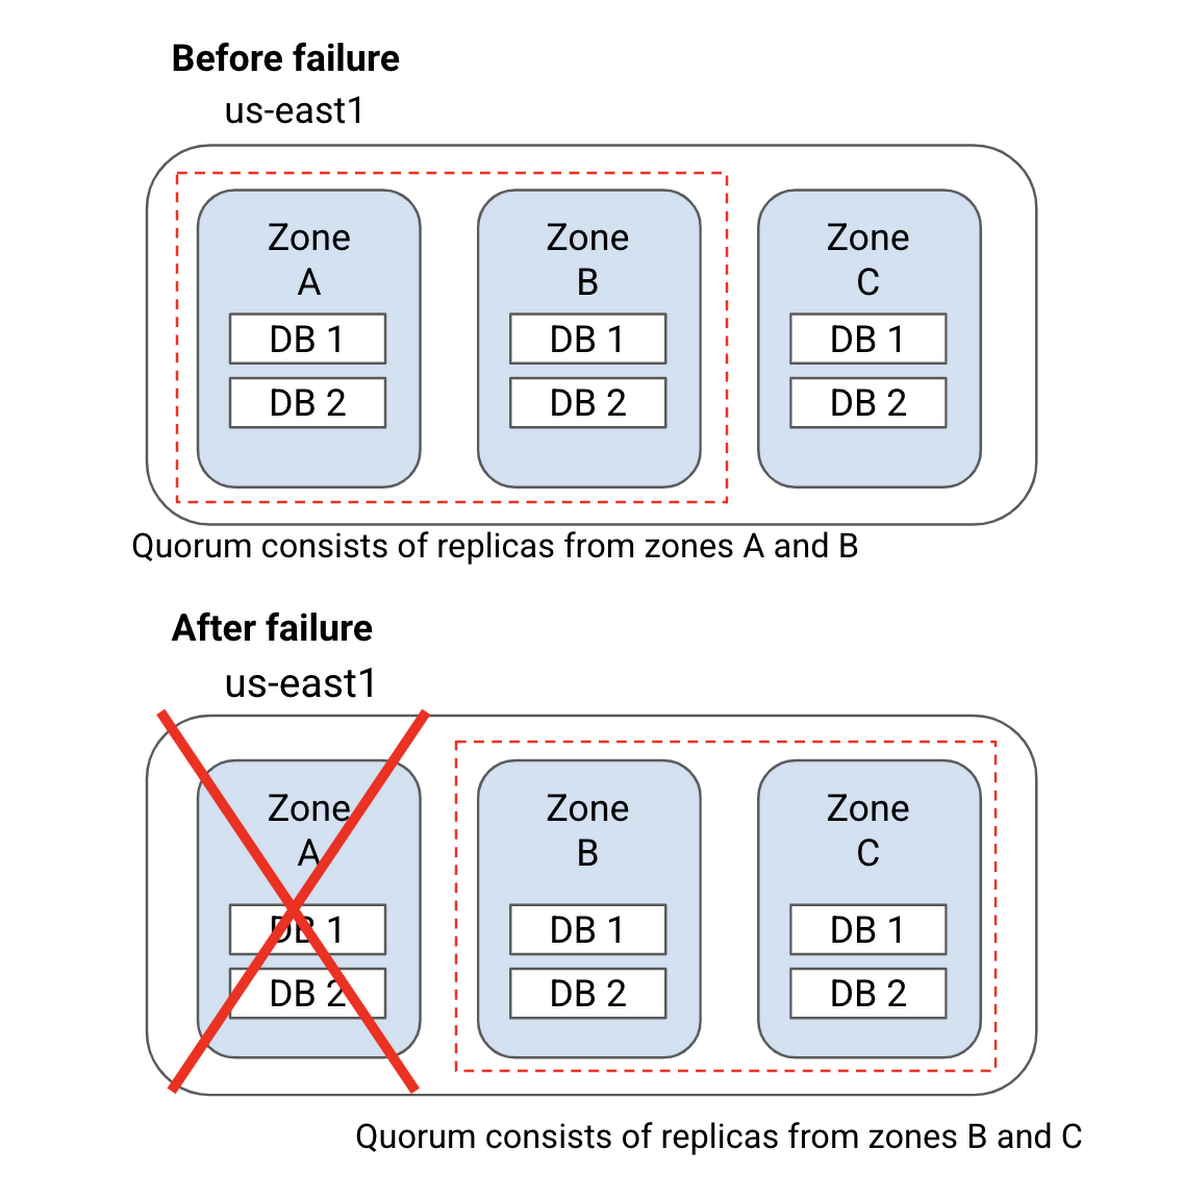 Before failure
us-east1
Zone
A
DB 1
DB 2
Zone
B
DB 1
DB 2
Zone
C
DB 1
DB 2
Quorum consists of replicas from zones A and B
After failure
us-east1
Zone
A
DB 1
DB 2
Zone
B
DB 1
DB 2
Zone
C
DB 1
DB 2
Quorum consists of replicas from zones B and C